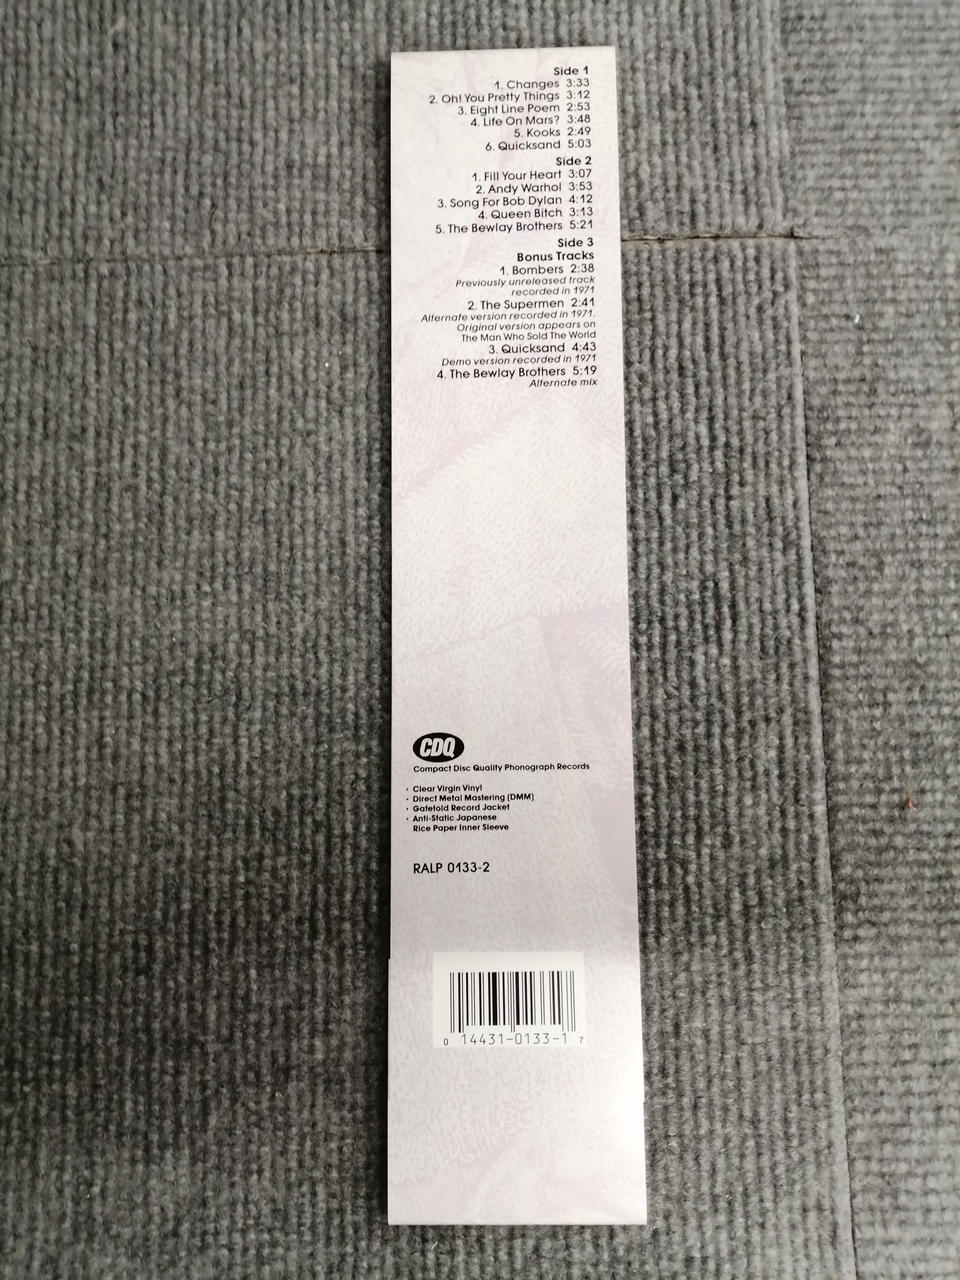 Side 1
1. Changes 3:33
2. Oh! You Pretty Things 3:12
3. Eight Line Poem 2:53
4. Life On Mars? 3:48
5. Kooks 2:49
6. Quicksand 5:03
Side 2
1. Fill Your Heart 3:07
2. Andy Warhol 3:53
3. Song For Bob Dylan 4:12
4. Queen Bitch 3:13
5. The Bewlay Brothers 5:21
Side 3
Bonus Tracks
1. Bombers 2:38
Previously unreleased track
recorded in 1971
2. The Supermen 2:41
Alternate version recorded in 1971.
Original version appears on
The Man Who Sold The World
3. Quicksand 4:43
Demo version recorded in 1971
4. The Bewlay Brothers 5:19
Alternate mix
CDQ
Compact Disc Quality Phonograph Records
· Clear Virgin Vinyl
· Direct Metal Mastering (DMM)
· Gatefold Record Jacket
· Anti-Static Japanese
Rice Paper Inner Sleeve
RALP 0133-2
0 14431-0133-1 7